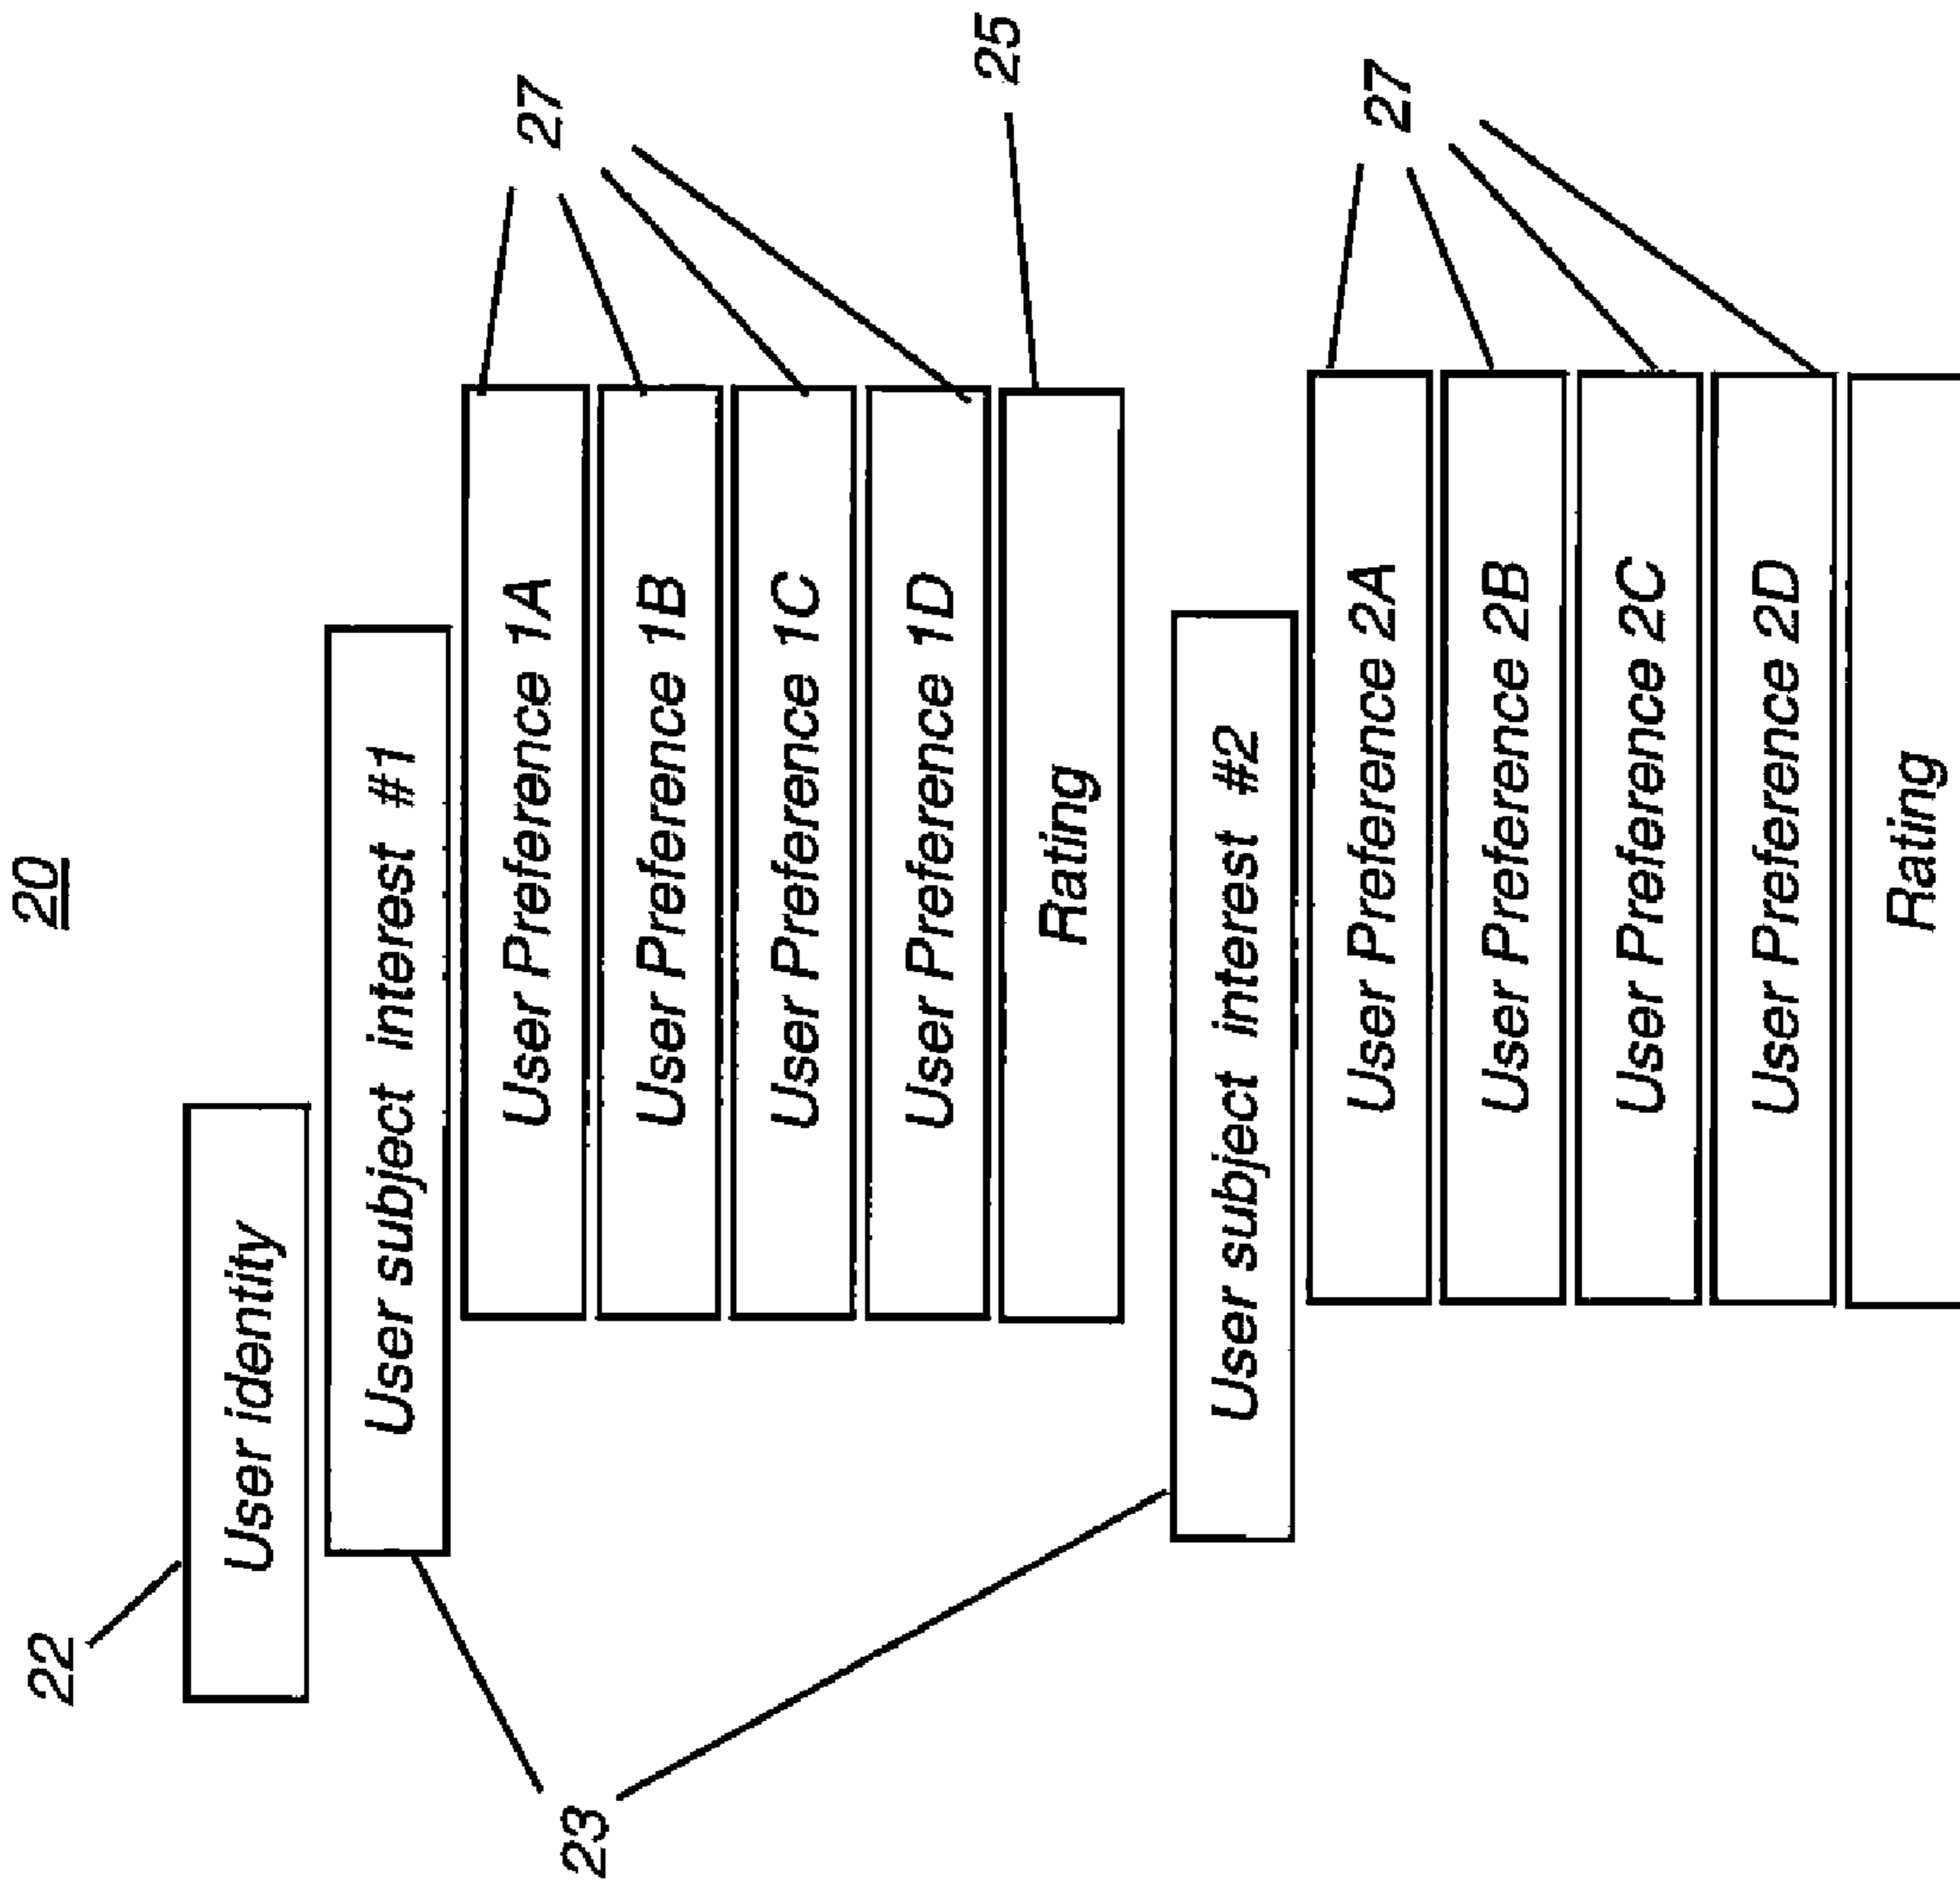 20
22
User identity
User subject interest #1
23
User Preference 1A
User Preference 1B
User Preference 1C
User Preference 1D
27
Rating
25
User subject interest #2
User Preference 2A
User Preference 2B
User Preference 2C
User Preference 2D
27
Rating